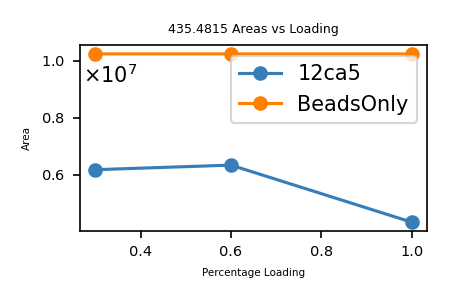 435.4815 Areas vs Loading
1.0
×10⁷
12ca5
BeadsOnly
0.8
Area
0.6
0.4 0.6 0.8 1.0
Percentage Loading